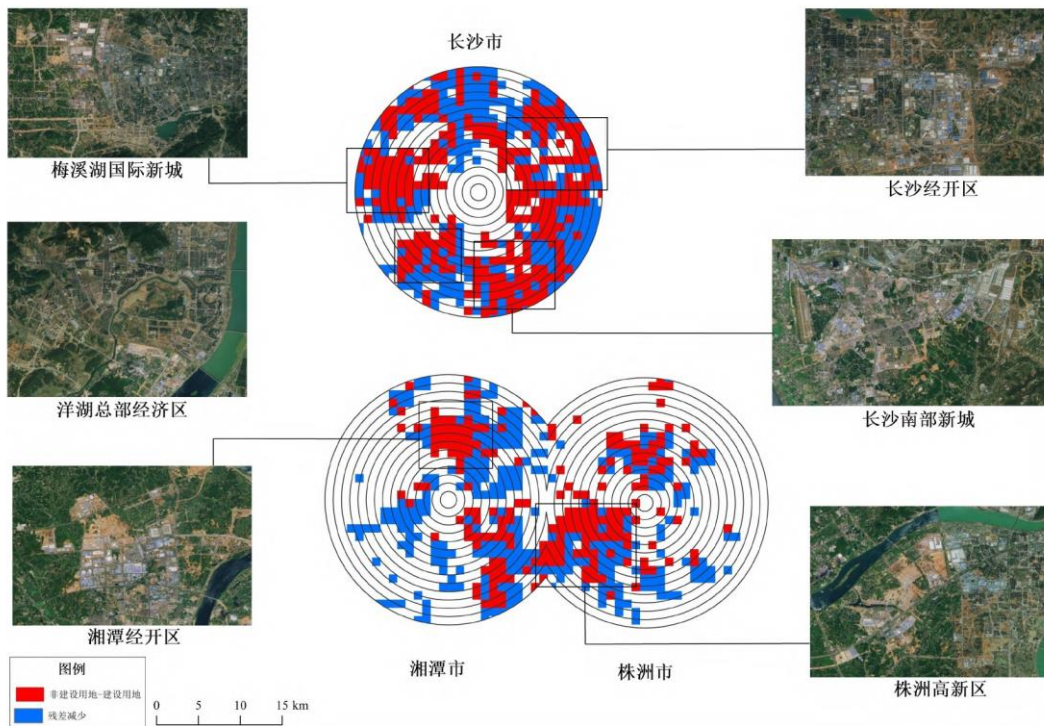 长沙市
梅溪湖国际新城
长沙经开区
洋湖总部经济区
长沙南部新城
湘潭经开区
湘潭市
株洲市
株洲高新区
图例
非建设用地-建设用地
残差减少
0 5 10 15 km